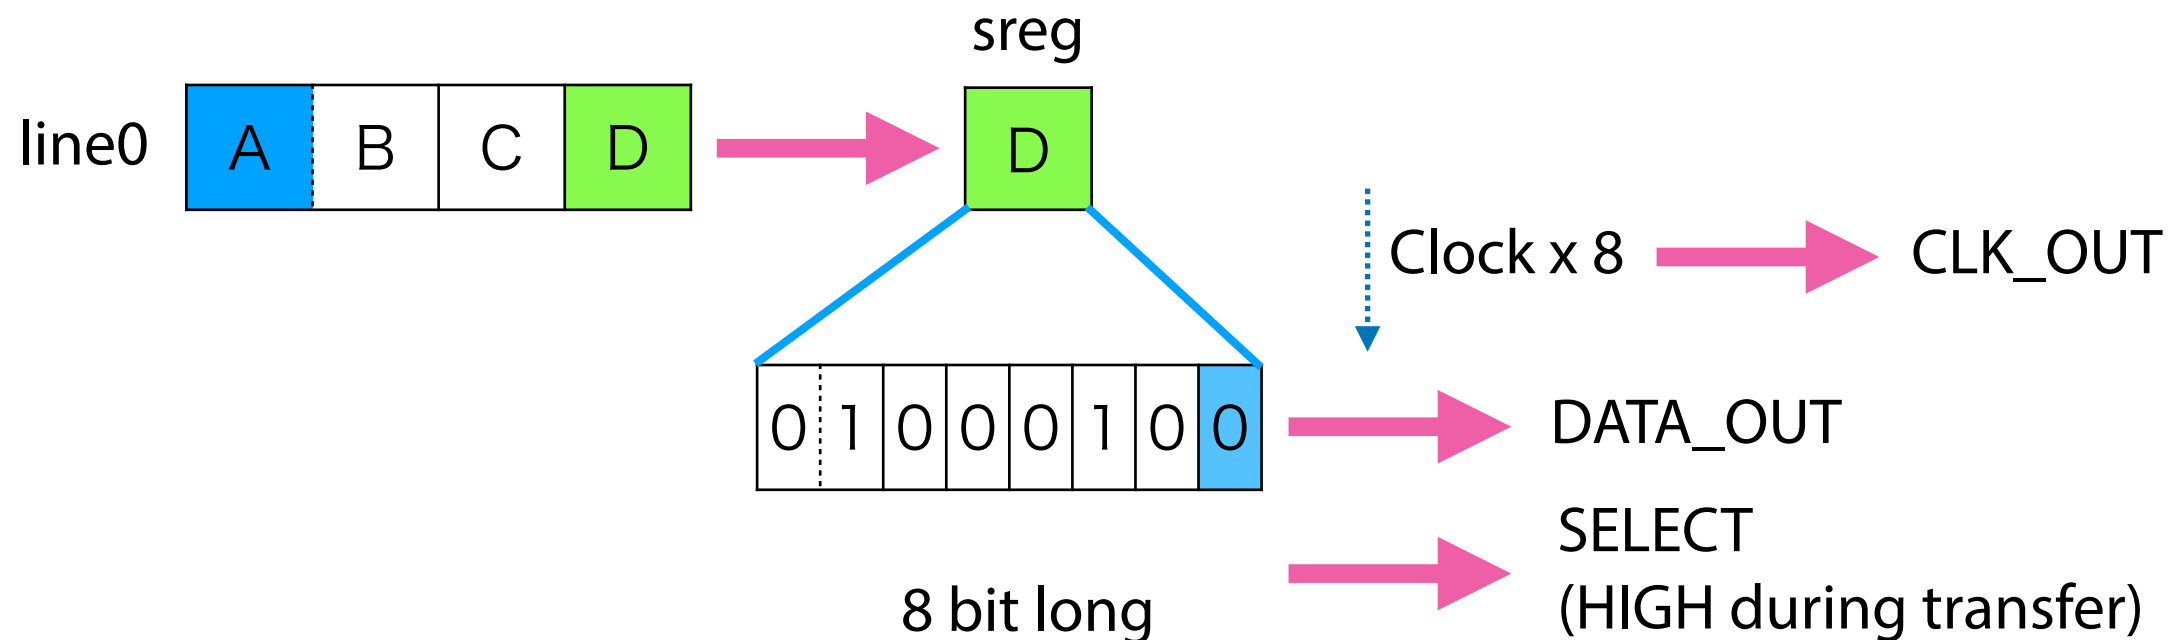 sreg
line0 A B C D D
Clock x 8 CLK_OUT
0 1 0 0 0 1 0 0 DATA_OUT
SELECT
8 bit long (HIGH during transfer)